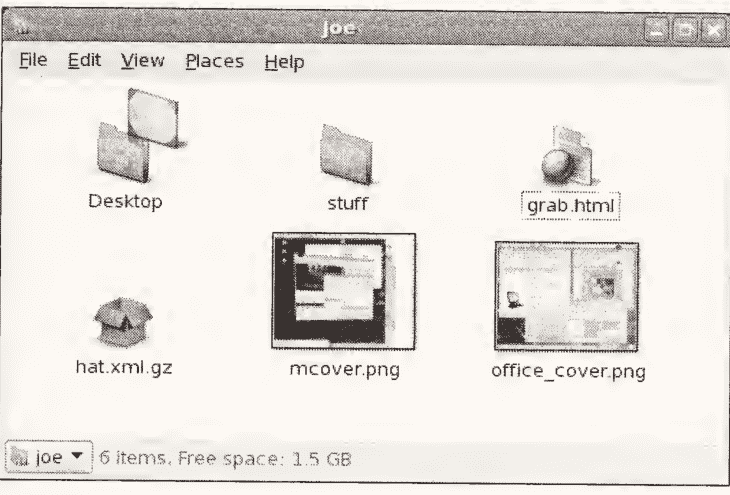 joe
File Edit View Places Help
Desktop stuff grab.html
hat.xml.gz mcover.png office_cover.png
joe 6 items, Free space: 1.5 GB